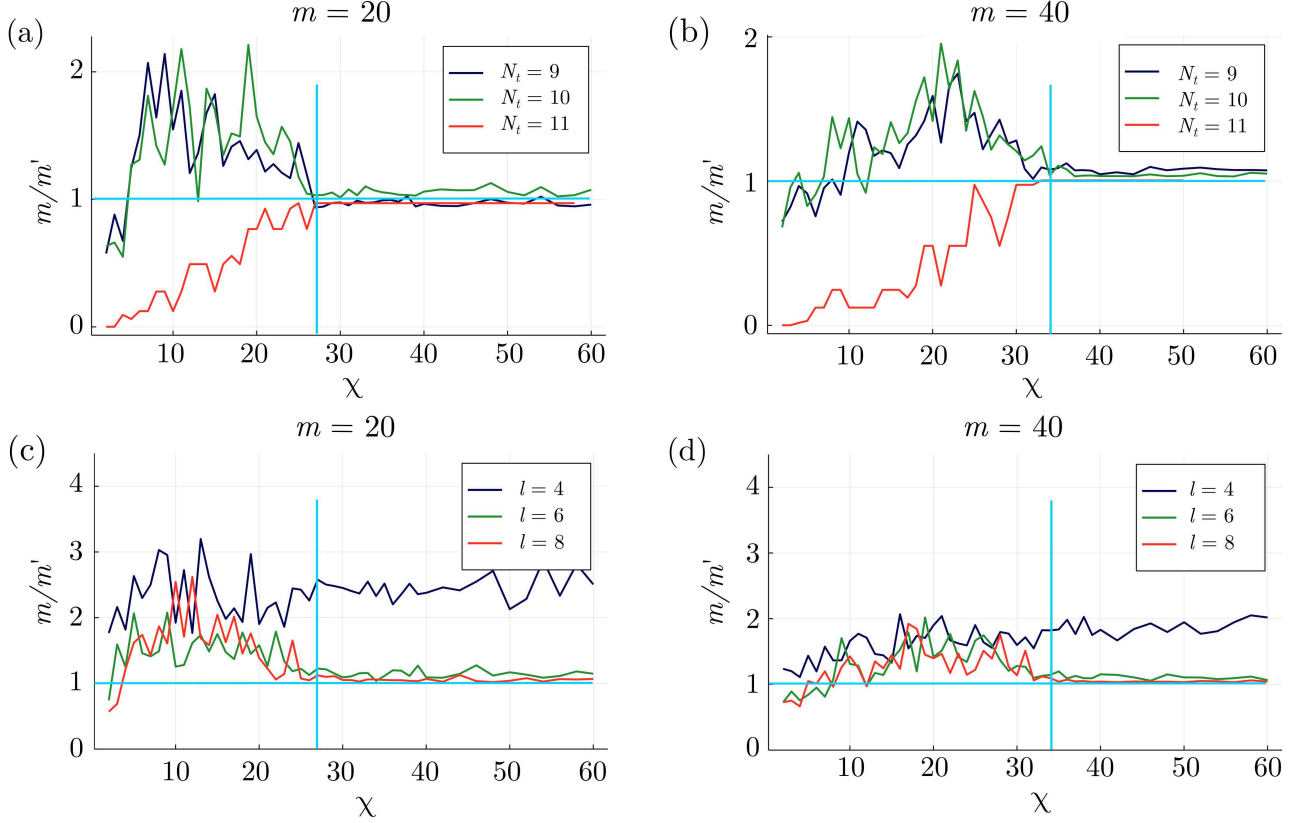 (a)
m = 20
m/m'
2
1
0
N_t = 9
N_t = 10
N_t = 11
10 20 30 40 50 60
χ
(b)
m = 40
2
1
0
N_t = 9
N_t = 10
N_t = 11
10 20 30 40 50 60
χ
(c)
m = 20
m/m'
4
3
2
1
0
l = 4
l = 6
l = 8
10 20 30 40 50 60
χ
(d)
m = 40
m/m'
4
3
2
1
0
l = 4
l = 6
l = 8
10 20 30 40 50 60
χ
m/m'